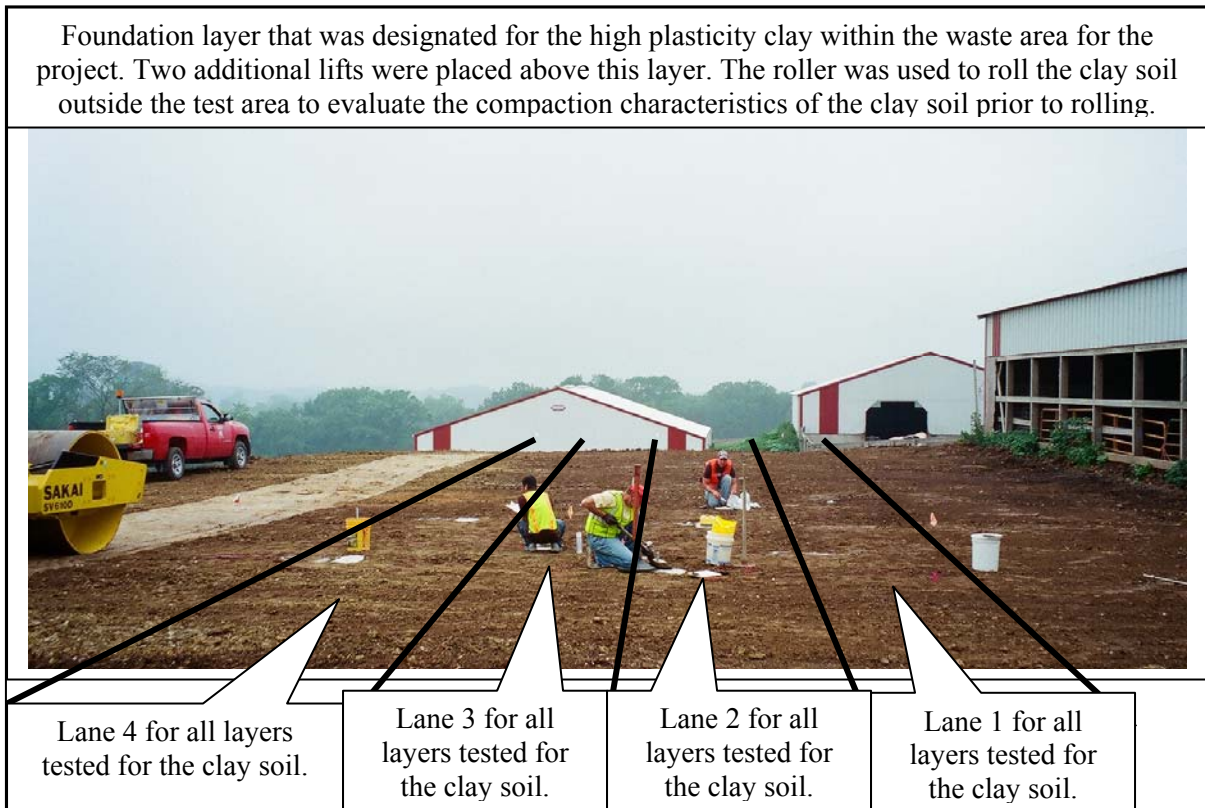 Foundation layer that was designated for the high plasticity clay within the waste area for the
project. Two additional lifts were placed above this layer. The roller was used to roll the clay soil
outside the test area to evaluate the compaction characteristics of the clay soil prior to rolling.
SAKAI
SV610D
Lane 4 for all layers
tested for the clay soil.
Lane 3 for all
layers tested for
the clay soil.
Lane 2 for all
layers tested for
the clay soil.
Lane 1 for all
layers tested for
the clay soil.